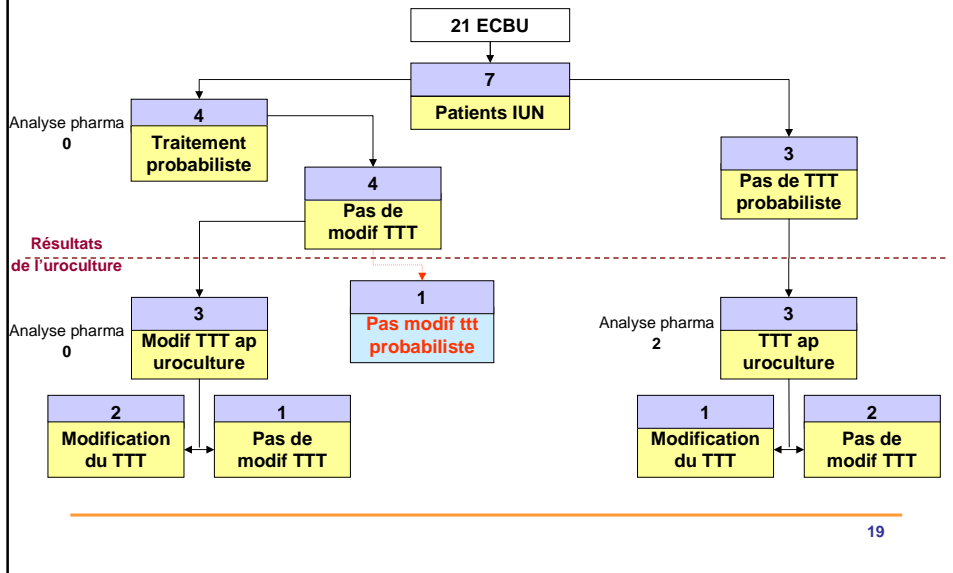 21 ECBU
7
Patients IUN
Analyse pharma
0
4
Traitement
probabiliste
3
Pas de TTT
probabiliste
4
Pas de
modif TTT
Résultats
de l'uroculture
Analyse pharma
0
3
Modif TTT ap
uroculture
1
Pas modif ttt
probabiliste
Analyse pharma
2
3
TTT ap
uroculture
2
Modification
du TTT
1
Pas de
modif TTT
1
Modification
du TTT
2
Pas de
modif TTT
19